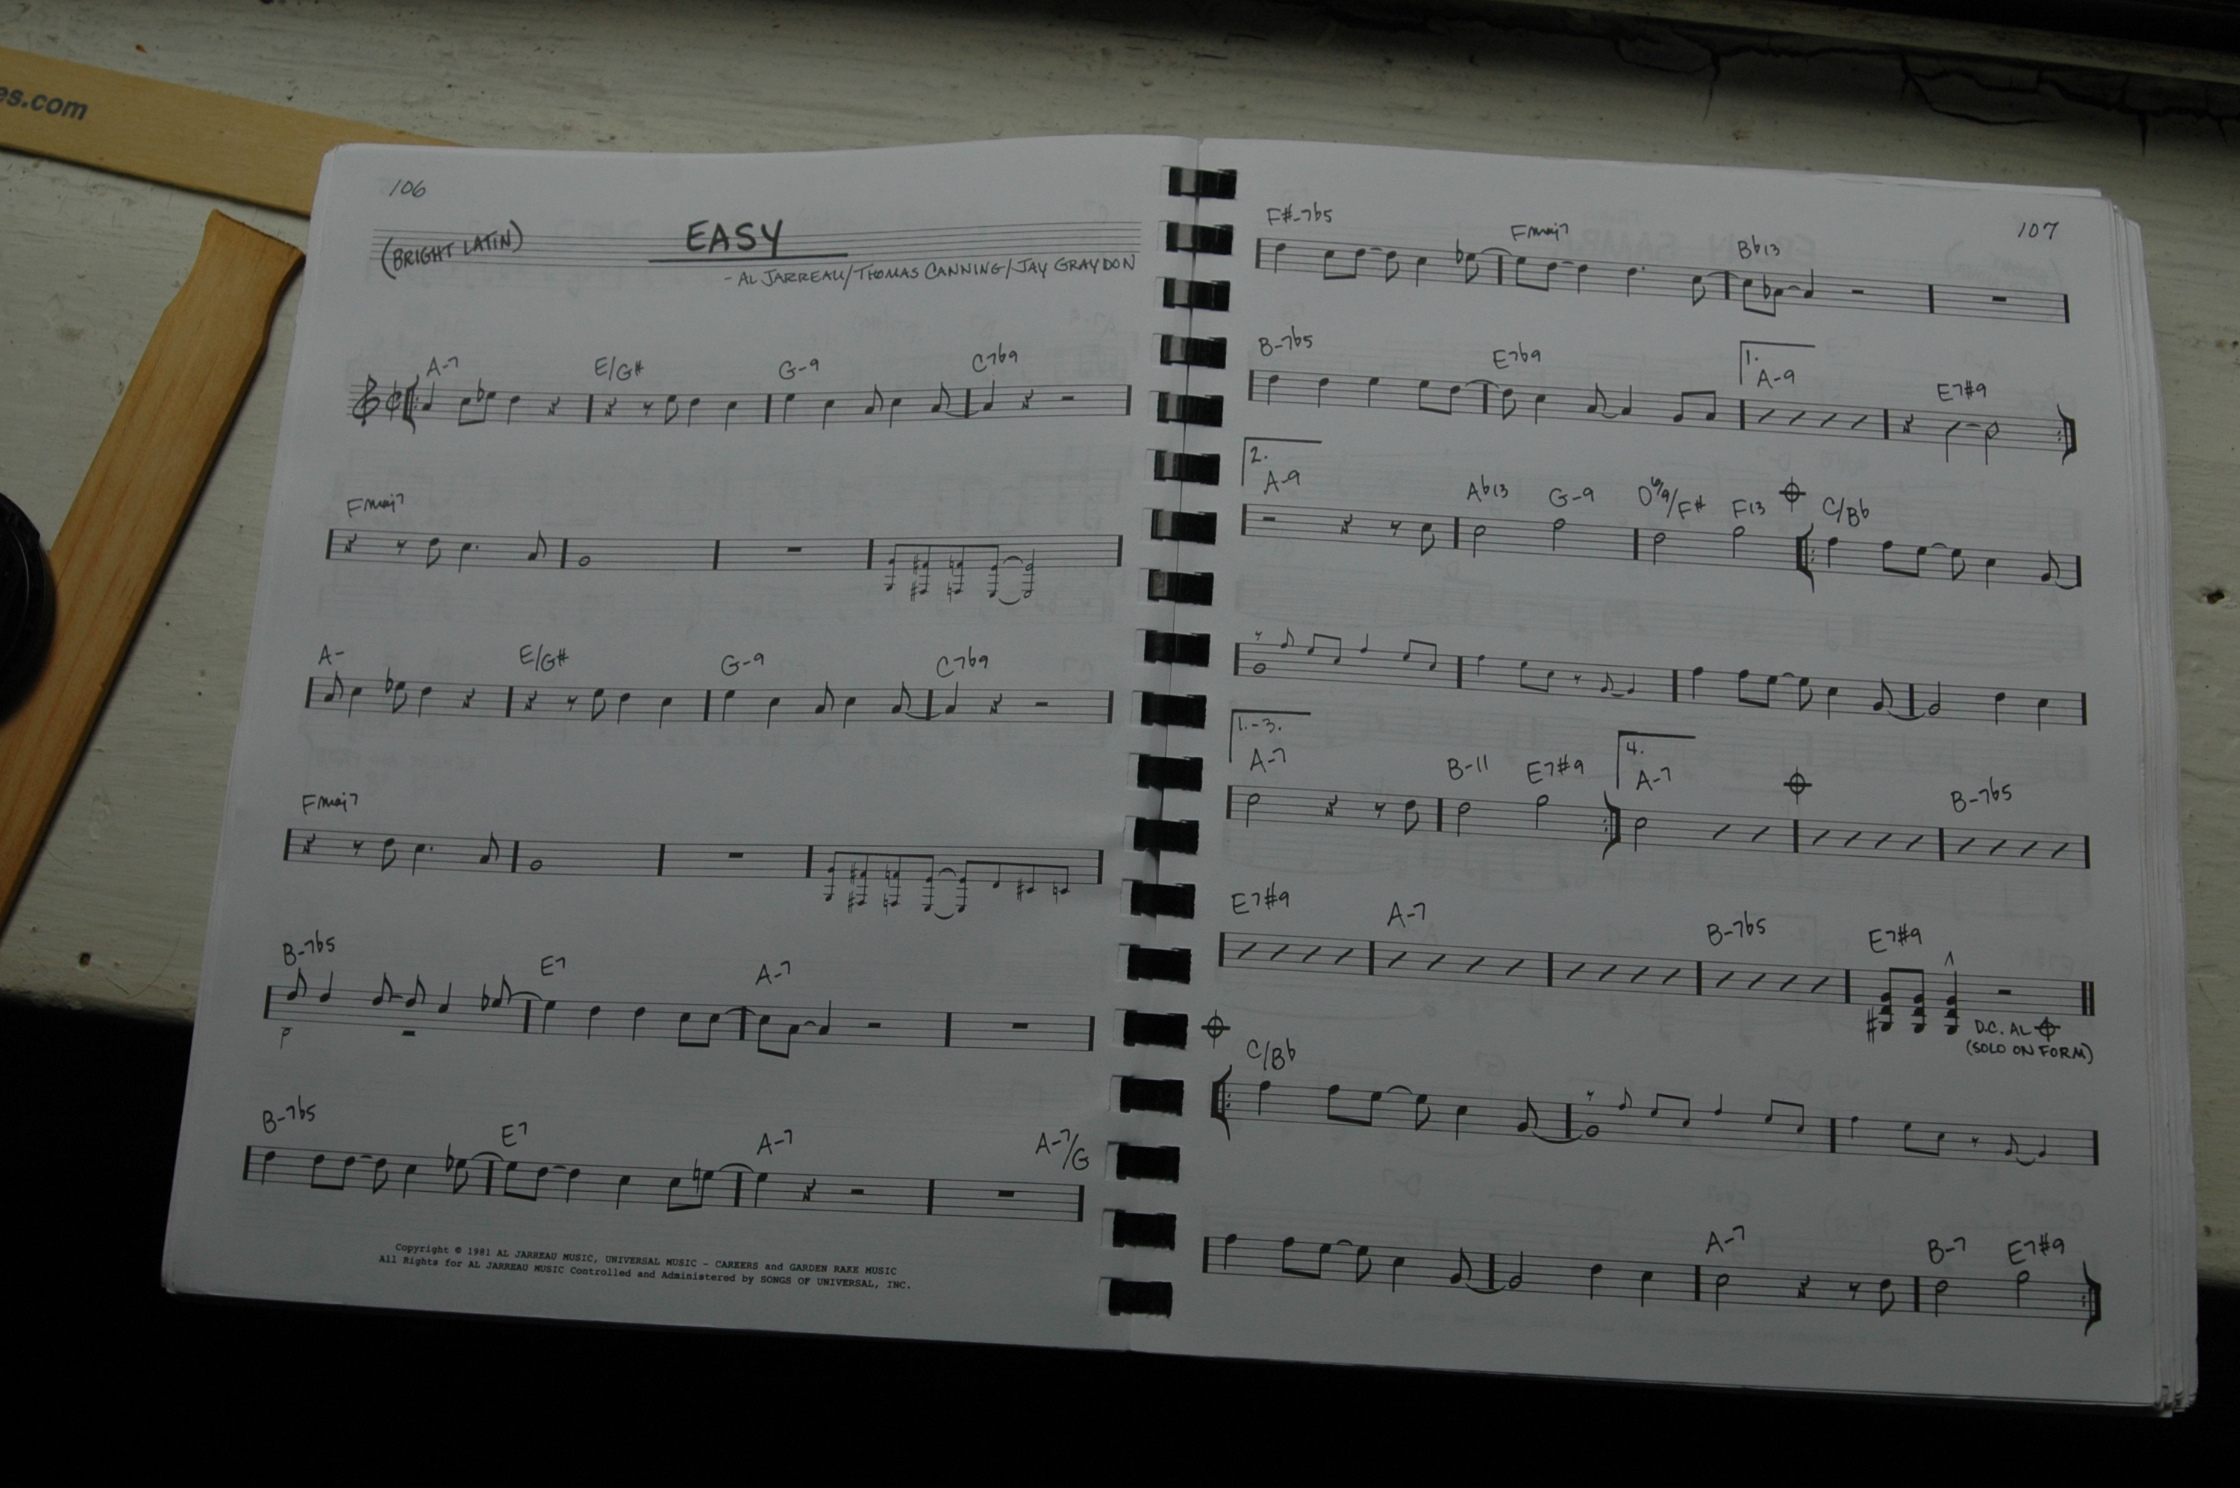 es.com
106
(BRIGHT LATIN)
EASY
- AL JARREAU/THOMAS CANNING/JAY GRAYDON
A-7 E/G# G-9 C7b9
Fmaj7
A- E/G# G-9 C7b9
Fmaj7
B-7b5 E7 A-7
B-7b5 E7 A-7 A-7/G
Copyright © 1981 AL JARREAU MUSIC, UNIVERSAL MUSIC - CAREERS and GARDEN RAKE MUSIC
All Rights for AL JARREAU MUSIC Controlled and Administered by SONGS OF UNIVERSAL, INC.
107
F#-7b5 Fmaj7 Bb13
B-7b5 E7b9 1. A-9 E7#9
2. A-9 Ab13 G-9 D6/9/F# F13 C/Bb
1.-3. A-7 B-11 E7#9 4. A-7 B-7b5
E7#9 A-7 B-7b5 E7#9
D.C. AL
(SOLO ON FORM)
C/Bb
A-7 B-7 E7#9